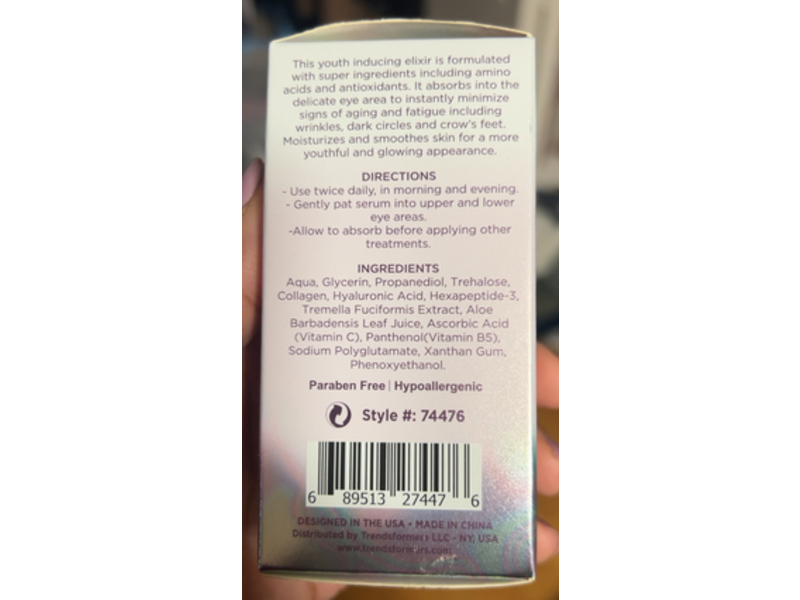 This youth inducing elixir is formulated
with super ingredients including amino
acids and antioxidants. It absorbs into the
delicate eye area to instantly minimize
signs of aging and fatigue including
wrinkles, dark circles and crow's feet.
Moisturizes and smoothes skin for a more
youthful and glowing appearance.
DIRECTIONS
- Use twice daily, in morning and evening.
- Gently pat serum into upper and lower
eye areas.
-Allow to absorb before applying other
treatments.
INGREDIENTS
Aqua, Glycerin, Propanediol, Trehalose,
Collagen, Hyaluronic Acid, Hexapeptide-3,
Tremella Fuciformis Extract, Aloe
Barbadensis Leaf Juice, Ascorbic Acid
(Vitamin C), Panthenol(Vitamin B5),
Sodium Polyglutamate, Xanthan Gum,
Phenoxyethanol.
Paraben Free | Hypoallergenic
Style #: 74476
6 89513 27447 6
DESIGNED IN THE USA • MADE IN CHINA
Distributed by Trendsformers LLC - NY, USA
www.trendsformers.com